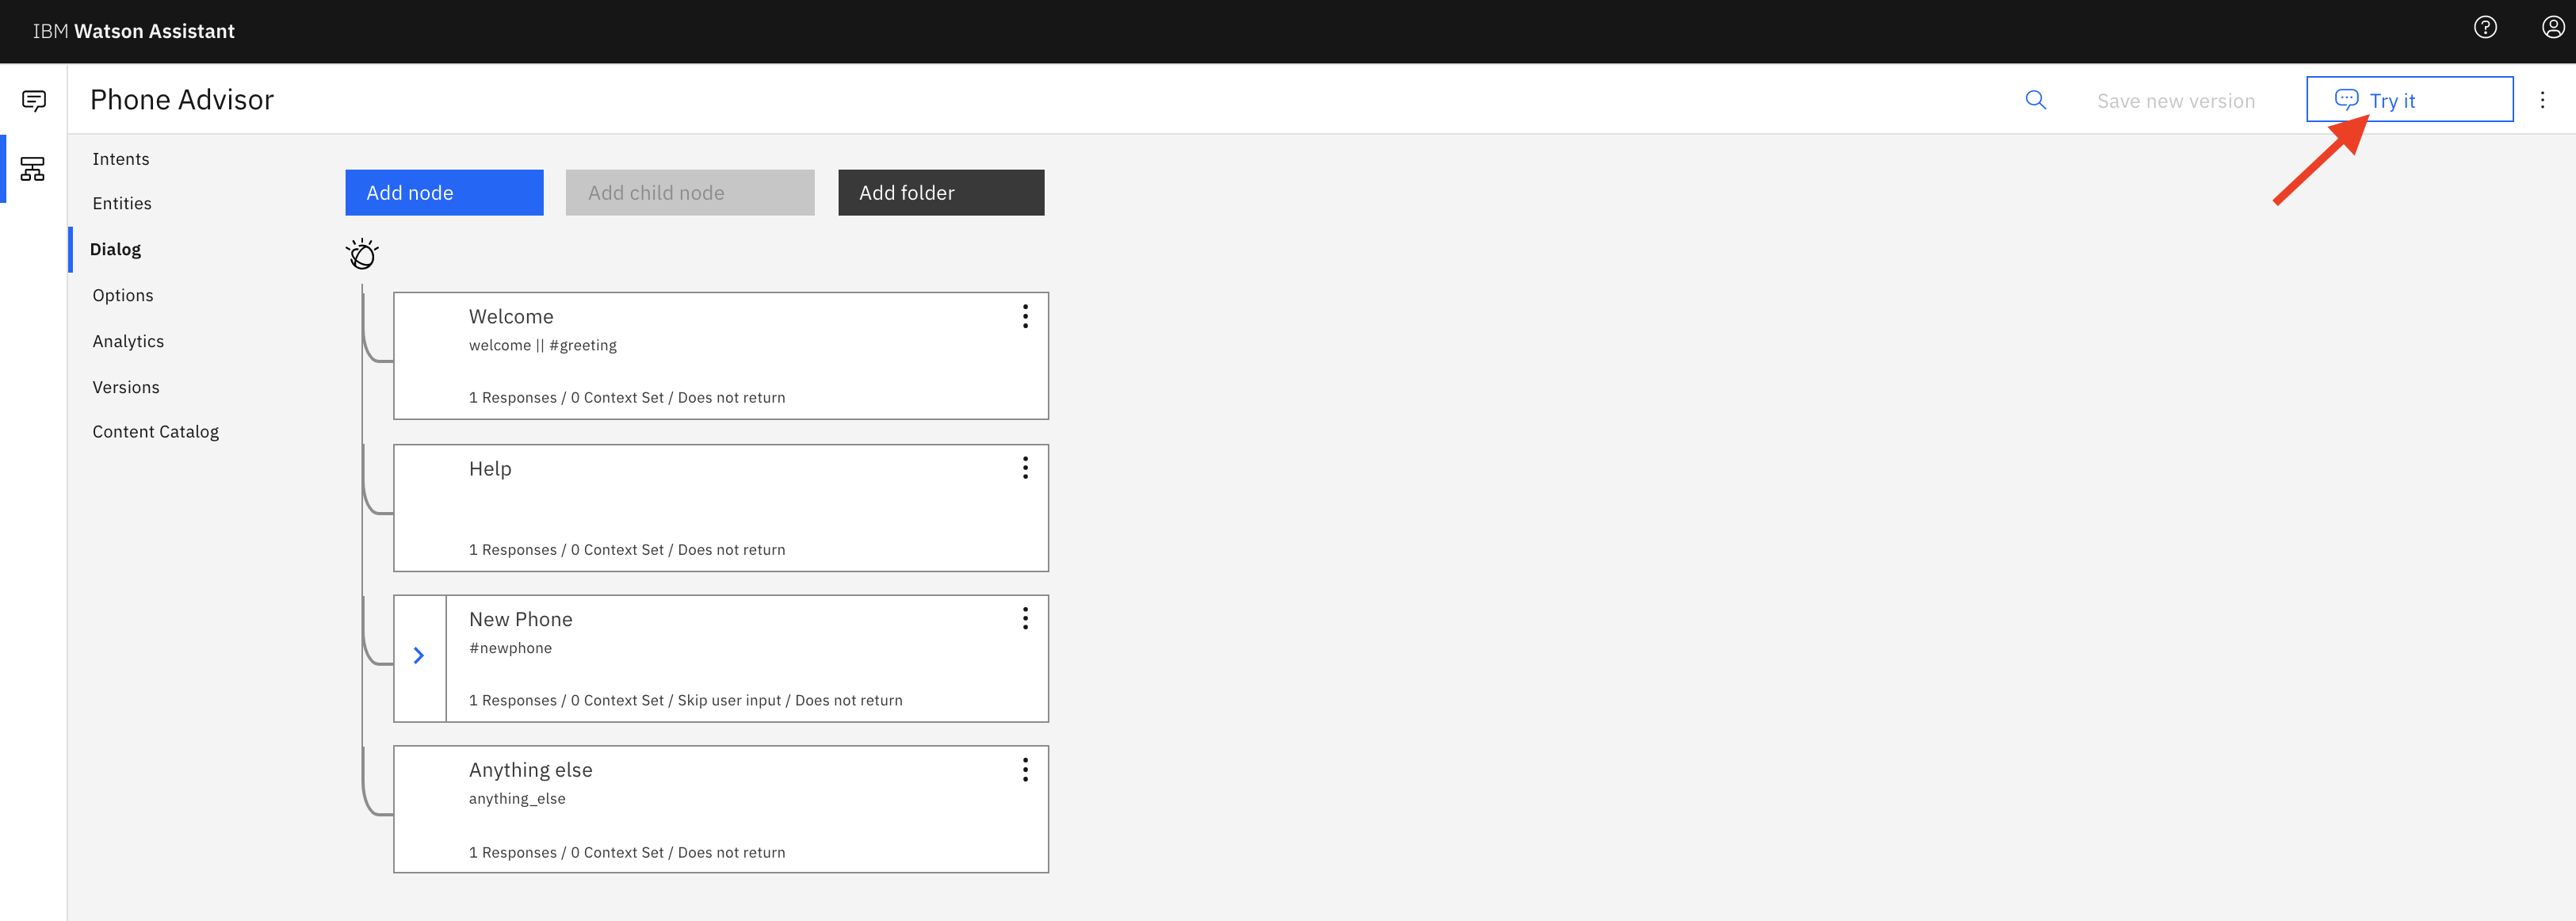 IBM Watson Assistant
Phone Advisor
Save new version
Try it
Intents
Entities
Dialog
Options
Analytics
Versions
Content Catalog
Add node
Add child node
Add folder
Welcome
welcome || #greeting
1 Responses / 0 Context Set / Does not return
Help
1 Responses / 0 Context Set / Does not return
New Phone
#newphone
1 Responses / 0 Context Set / Skip user input / Does not return
Anything else
anything_else
1 Responses / 0 Context Set / Does not return